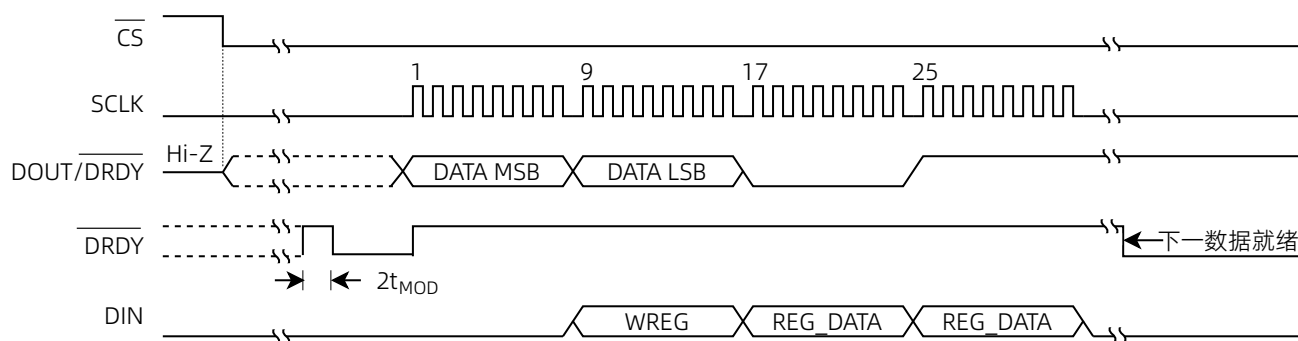 CS
1 9 17 25
SCLK
Hi-Z
DOUT/DRDY DATA MSB DATA LSB
DRDY 下一数据就绪
2tMOD
DIN WREG REG_DATA REG_DATA